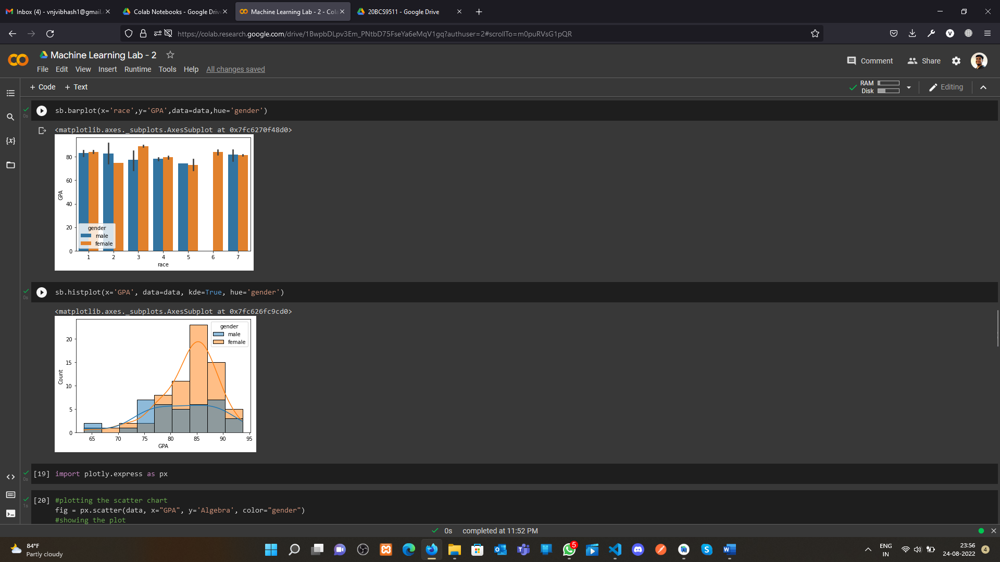 Inbox (4) - vnjvibhash1@gmail.
Colab Notebooks - Google Drive
Machine Learning Lab - 2 - Cola
20BCS9511 - Google Drive
https://colab.research.google.com/drive/1BwpbDLpv3Em_PNtbD75FseYa6eMqV1gq?authuser=2#scrollTo=m0puRVsG1pQR
Machine Learning Lab - 2
File Edit View Insert Runtime Tools Help All changes saved
Comment Share
+ Code + Text
RAM
Disk
Editing
0s
sb.barplot(x='race',y='GPA',data=data,hue='gender')
<matplotlib.axes._subplots.AxesSubplot at 0x7fc6270f48d0>
80
60
40
20
0
GPA
gender
male
female
1 2 3 4 5 6 7
race
0s
sb.histplot(x='GPA', data=data, kde=True, hue='gender')
<matplotlib.axes._subplots.AxesSubplot at 0x7fc626fc9cd0>
gender
male
female
20
15
10
5
0
Count
65 70 75 80 85 90 95
GPA
0s
[19] import plotly.express as px
1s
[20] #plotting the scatter chart
fig = px.scatter(data, x="GPA", y='Algebra', color="gender")
#showing the plot
0s completed at 11:52 PM
84°F
Partly cloudy
5
ENG
IN
23:56
24-08-2022
4